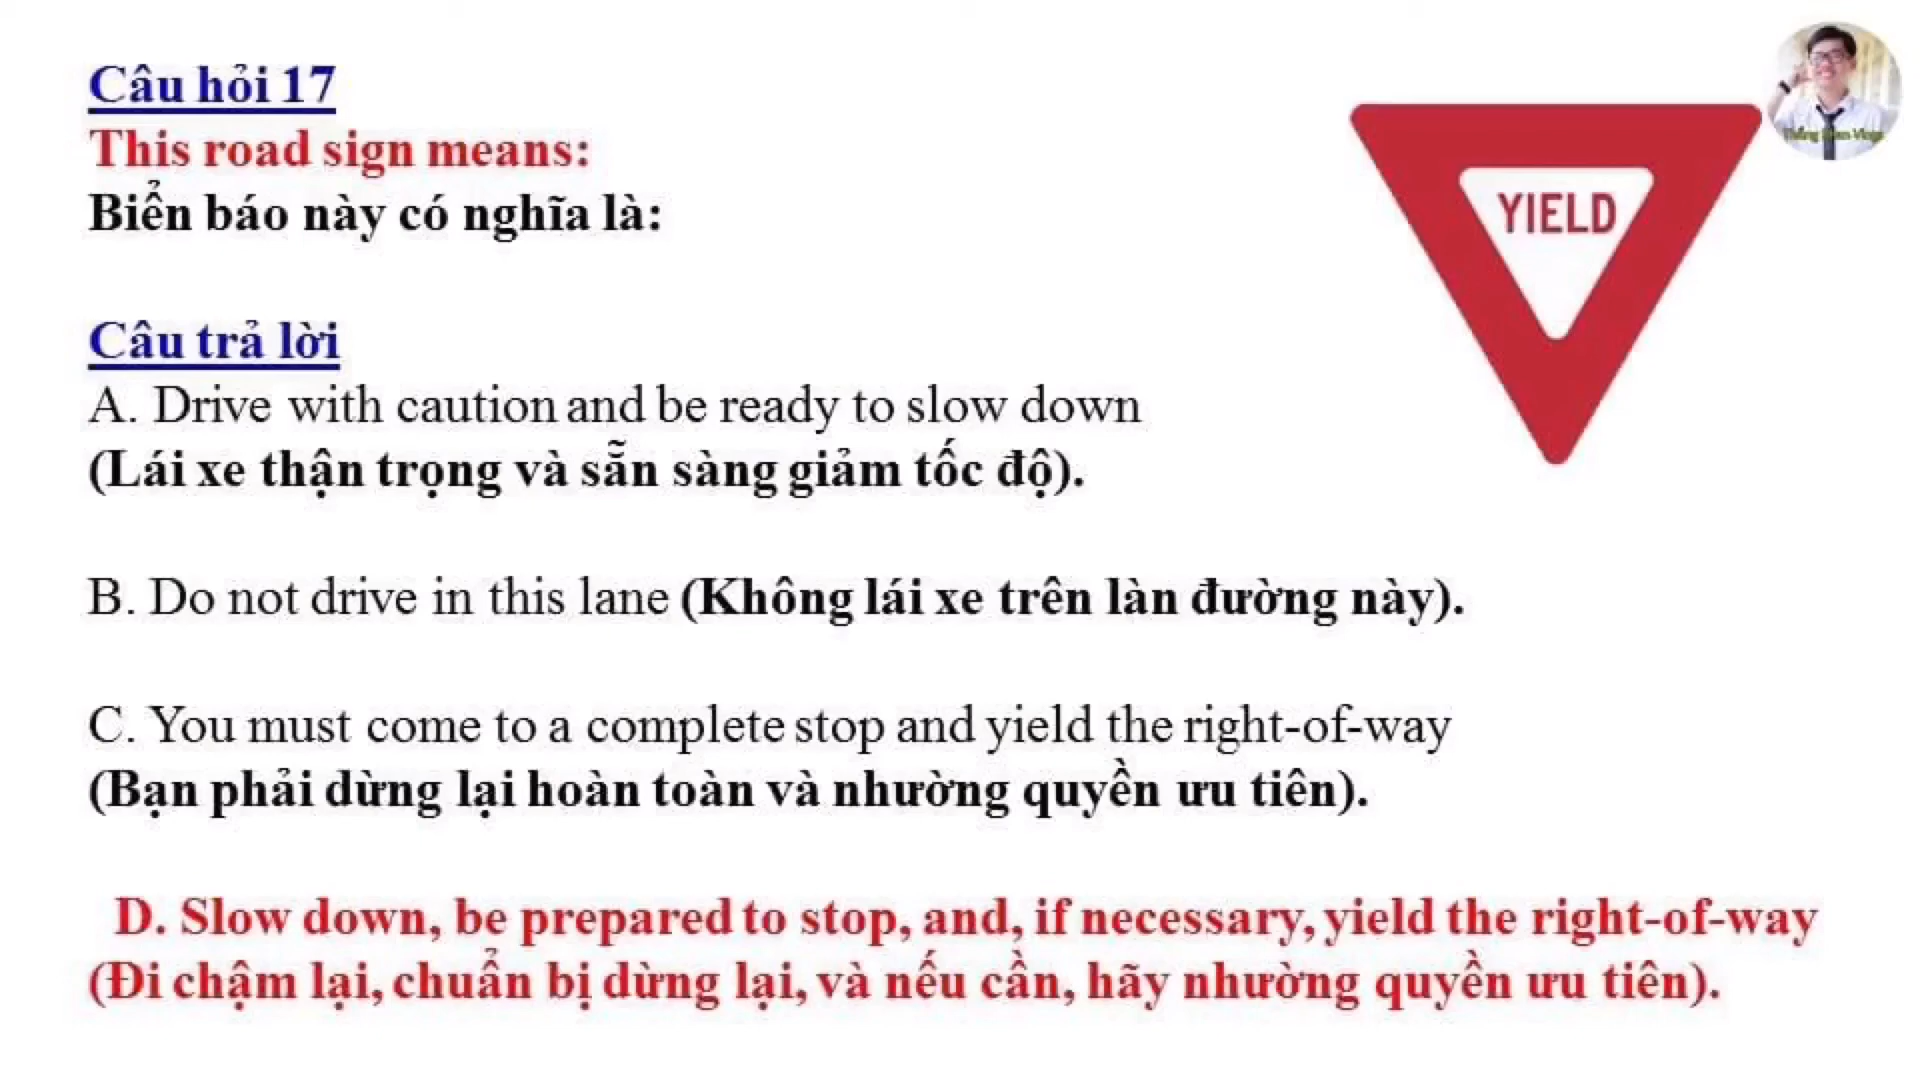 Câu hỏi 17
This road sign means:
Biển báo này có nghĩa là:
YIELD
Câu trả lời
A. Drive with caution and be ready to slow down
(Lái xe thận trọng và sẵn sàng giảm tốc độ).
B. Do not drive in this lane (Không lái xe trên làn đường này).
C. You must come to a complete stop and yield the right-of-way
(Bạn phải dừng lại hoàn toàn và nhường quyền ưu tiên).
D. Slow down, be prepared to stop, and, if necessary, yield the right-of-way
(Đi chậm lại, chuẩn bị dừng lại, và nếu cần, hãy nhường quyền ưu tiên).